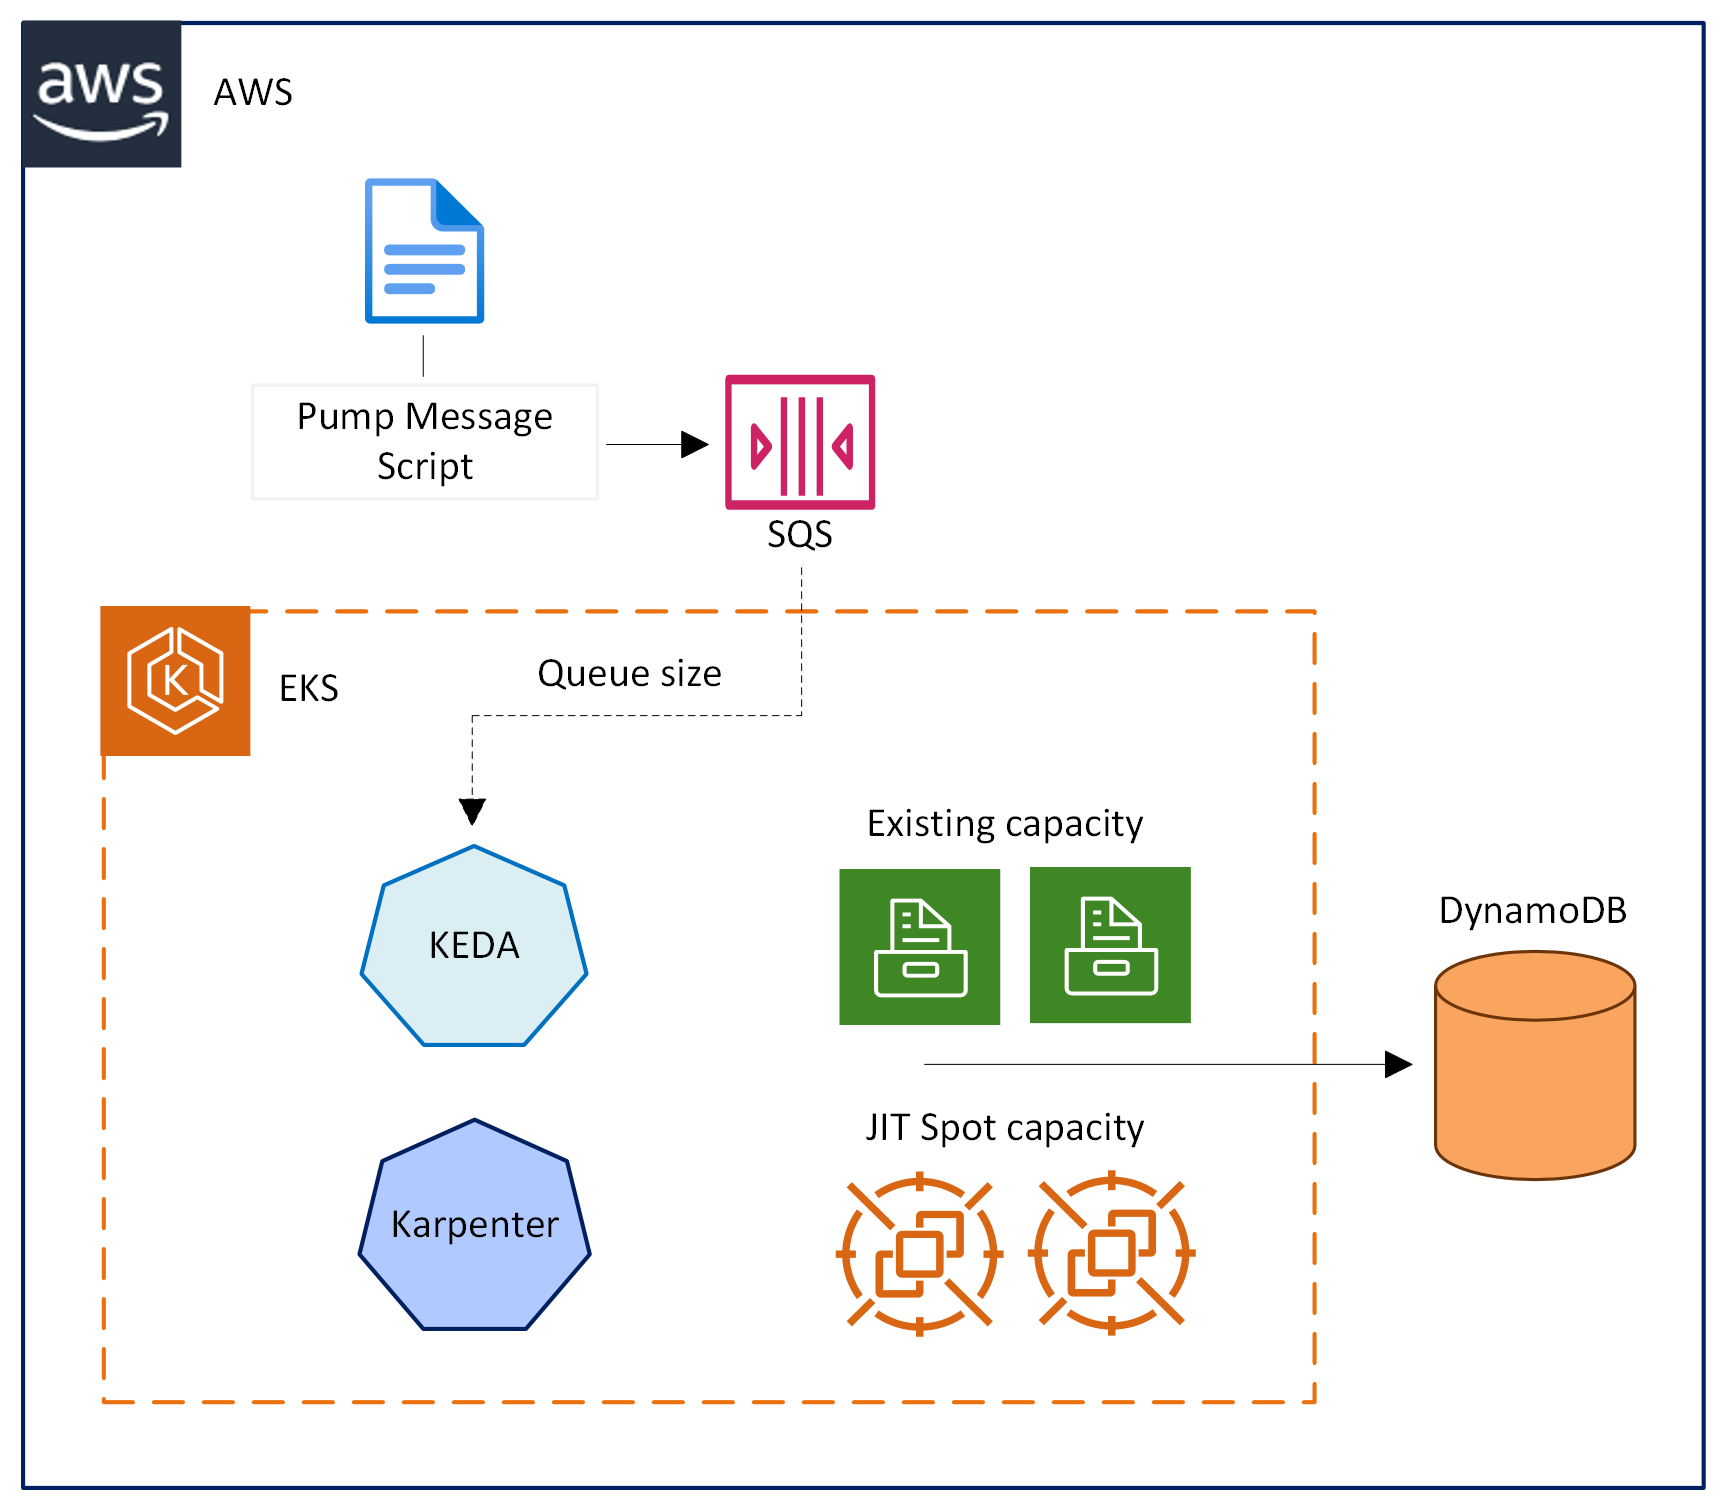 aws
AWS
Pump Message
Script
SQS
Queue size
K
EKS
Existing capacity
KEDA
DynamoDB
JIT Spot capacity
Karpenter